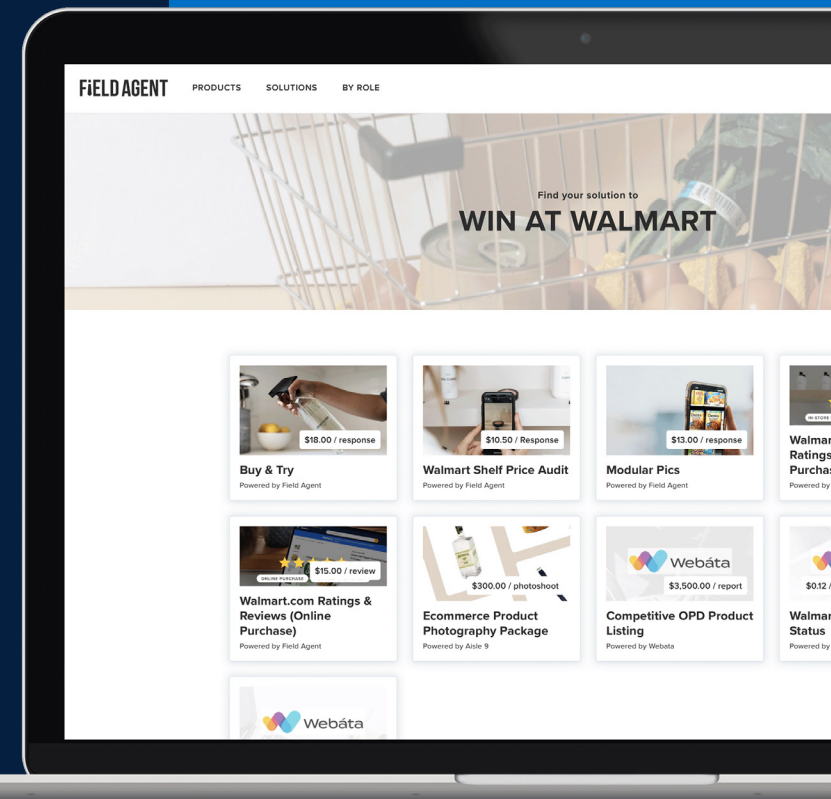 FiELD AGENT
PRODUCTS
SOLUTIONS
BY ROLE
Find your solution to
WIN AT WALMART
$18.00 / response
Buy & Try
Powered by Field Agent
$10.50 / Response
Walmart Shelf Price Audit
Powered by Field Agent
$13.00 / response
Modular Pics
Powered by Field Agent
IN-STORE
Walmar
Ratings
Purchas
Powered by
ONLINE PURCHASE
$15.00 / review
Walmart.com Ratings &
Reviews (Online
Purchase)
Powered by Field Agent
$300.00 / photoshoot
Ecommerce Product
Photography Package
Powered by Aisle 9
Webáta
$3,500.00 / report
Competitive OPD Product
Listing
Powered by Webata
$0.12 /
Walmar
Status
Powered by
Webáta